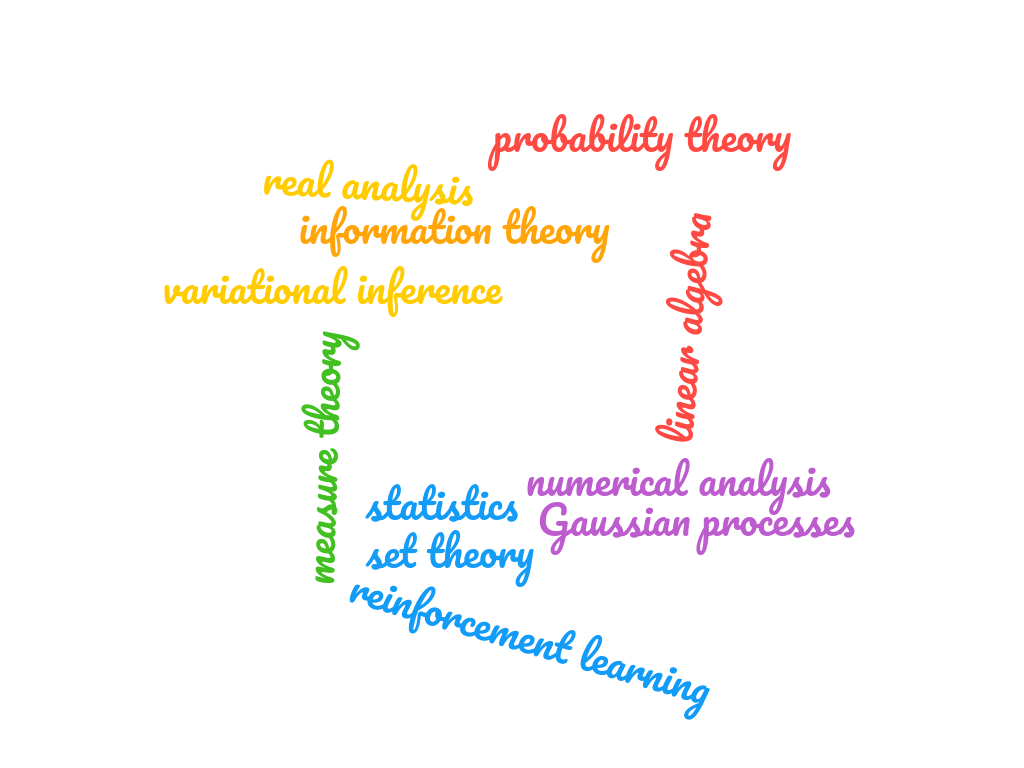 probability theory
real analysis
information theory
linear algebra
variational inference
measure theory
numerical analysis
statistics
Gaussian processes
set theory
reinforcement learning